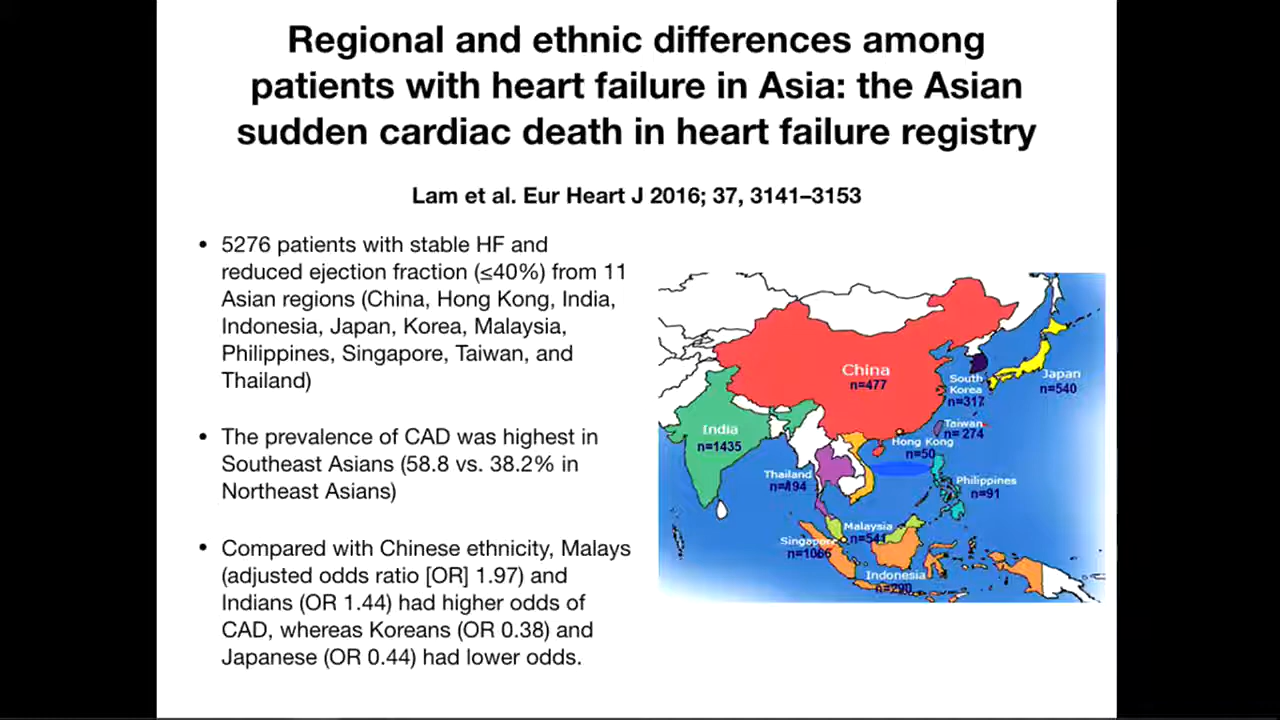 Regional and ethnic differences among
patients with heart failure in Asia: the Asian
sudden cardiac death in heart failure registry
Lam et al. Eur Heart J 2016; 37, 3141–3153
• 5276 patients with stable HF and
reduced ejection fraction (≤40%) from 11
Asian regions (China, Hong Kong, India,
Indonesia, Japan, Korea, Malaysia,
Philippines, Singapore, Taiwan, and
Thailand)
• The prevalence of CAD was highest in
Southeast Asians (58.8 vs. 38.2% in
Northeast Asians)
• Compared with Chinese ethnicity, Malays
(adjusted odds ratio [OR] 1.97) and
Indians (OR 1.44) had higher odds of
CAD, whereas Koreans (OR 0.38) and
Japanese (OR 0.44) had lower odds.
China
n=477
South
Korea
n=317
Japan
n=540
India
n=1435
Taiwan
n= 274
Hong Kong
n=50
Thailand
Philippines
n=91
Malaysia
n=541
Singapore
n=1066
Indonesia